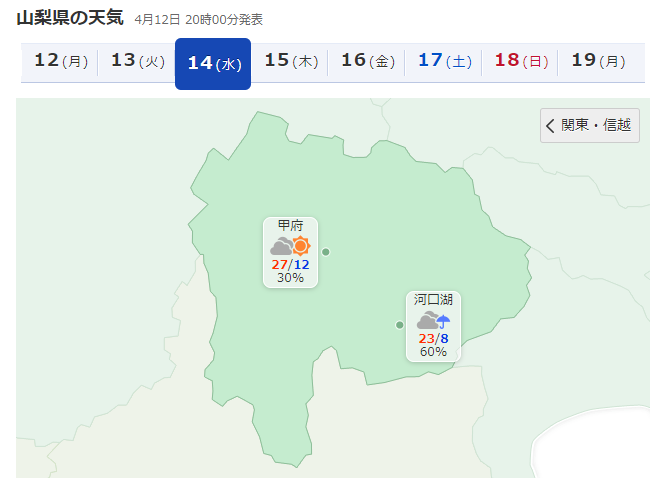 山梨県の天気 4月12日 20時00分発表
12(月) 13(火) 14(水) 15(木) 16(金) 17(土) 18(日) 19(月)
関東・信越
甲府
27/12
30%
河口湖
23/8
60%